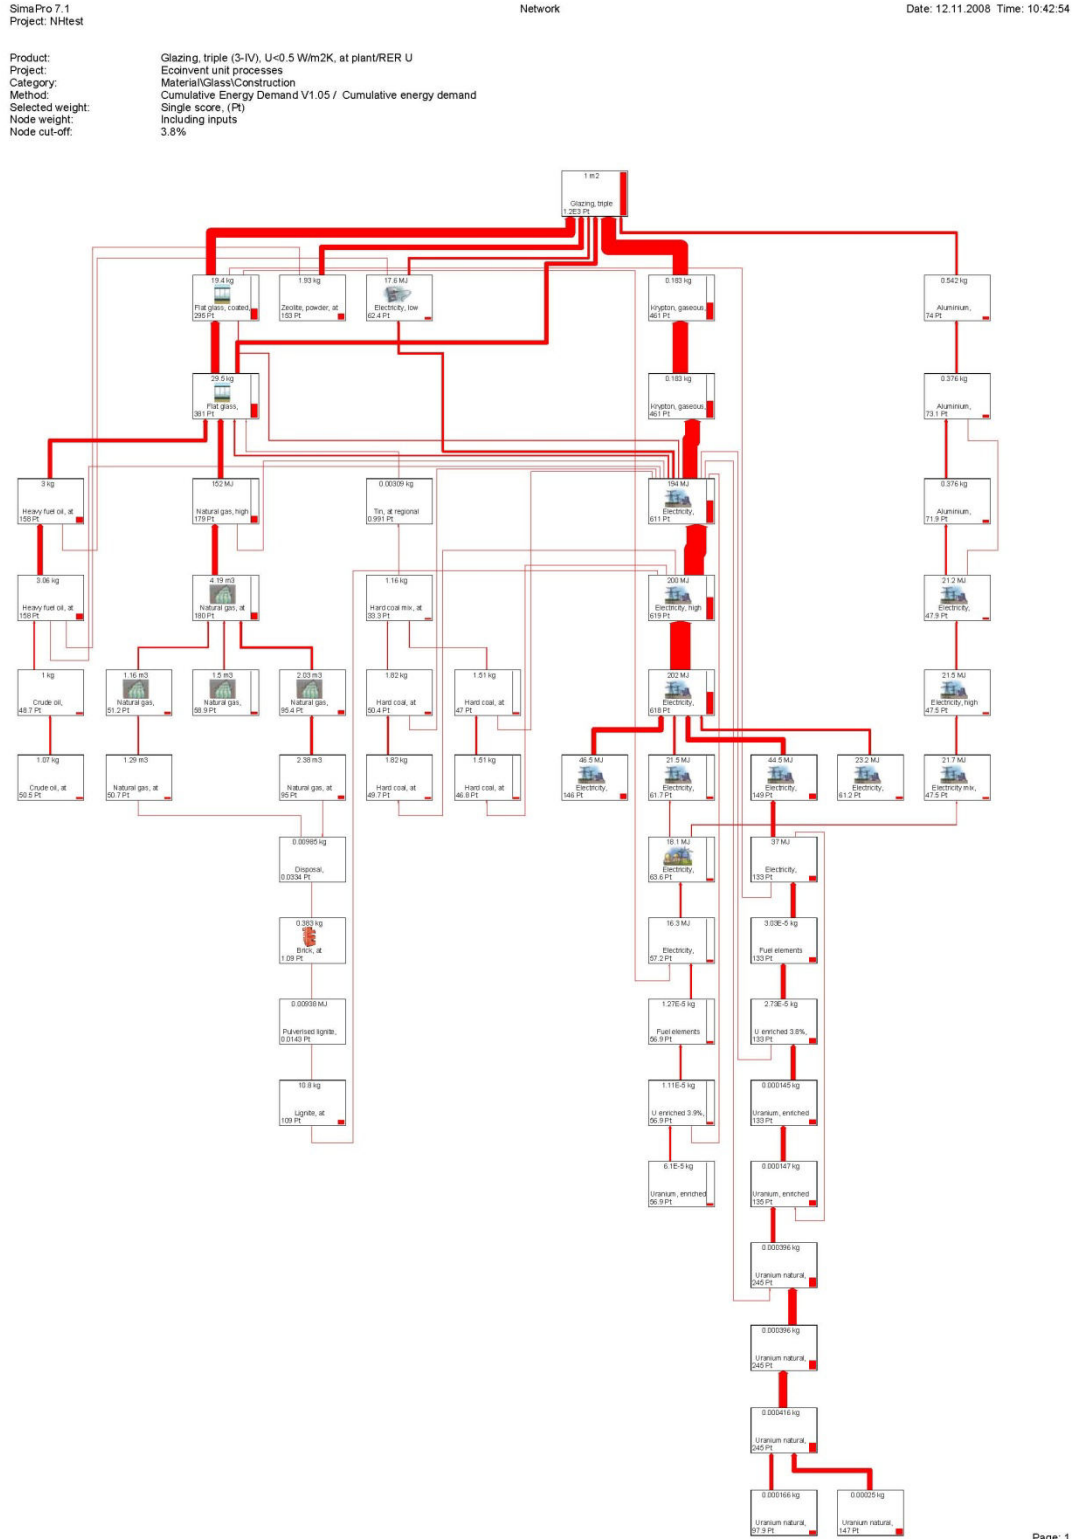 SimaPro 7.1
Network
Date: 12.11.2008 Time: 10:42:54
Project: NHtest
Product: Glazing, triple (3-IV), U<0.5 W/m2K, at plant/RER U
Project: Ecoinvent unit processes
Category: Material\Glass\Construction
Method: Cumulative Energy Demand V1.05 / Cumulative energy demand
Selected weight: Single score, (Pt)
Node weight: Including inputs
Node cut-off: 3.8%
1 m2
Glazing, triple
1.2E3 Pt
19.4 kg
Flat glass, coated,
295 Pt
1.93 kg
Zeolite, powder, at
153 Pt
17.6 MJ
Electricity, low
62.4 Pt
0.183 kg
Krypton, gaseous,
461 Pt
0.542 kg
Aluminium,
74 Pt
29.5 kg
Flat glass,
381 Pt
0.183 kg
Krypton, gaseous,
461 Pt
0.376 kg
Aluminium,
73.1 Pt
3 kg
Heavy fuel oil, at
158 Pt
152 MJ
Natural gas, high
179 Pt
0.00309 kg
Tin, at regional
0.991 Pt
194 MJ
Electricity,
611 Pt
0.376 kg
Aluminium,
71.9 Pt
3.06 kg
Heavy fuel oil, at
158 Pt
4.19 m3
Natural gas, at
180 Pt
1.16 kg
Hard coal mix, at
33.3 Pt
200 MJ
Electricity, high
619 Pt
21.2 MJ
Electricity,
47.9 Pt
1 kg
Crude oil,
48.7 Pt
1.16 m3
Natural gas,
51.2 Pt
1.5 m3
Natural gas,
58.9 Pt
2.03 m3
Natural gas,
95.4 Pt
1.82 kg
Hard coal, at
50.4 Pt
1.51 kg
Hard coal, at
47 Pt
202 MJ
Electricity,
618 Pt
21.5 MJ
Electricity, high
47.5 Pt
1.07 kg
Crude oil, at
50.5 Pt
1.29 m3
Natural gas, at
50.7 Pt
2.38 m3
Natural gas, at
95 Pt
1.82 kg
Hard coal, at
49.7 Pt
1.51 kg
Hard coal, at
46.8 Pt
46.5 MJ
Electricity,
146 Pt
21.5 MJ
Electricity,
61.7 Pt
44.5 MJ
Electricity,
149 Pt
23.2 MJ
Electricity,
61.2 Pt
21.7 MJ
Electricity mix,
47.5 Pt
0.00985 kg
Disposal,
0.0334 Pt
18.1 MJ
Electricity,
63.6 Pt
37 MJ
Electricity,
133 Pt
0.383 kg
Brick, at
1.09 Pt
16.3 MJ
Electricity,
57.2 Pt
3.03E-5 kg
Fuel elements
133 Pt
0.00938 MJ
Pulverised lignite,
0.0143 Pt
1.27E-5 kg
Fuel elements
56.9 Pt
2.73E-5 kg
U enriched 3.8%,
133 Pt
10.8 kg
Lignite, at
109 Pt
1.11E-5 kg
U enriched 3.9%,
56.9 Pt
0.000145 kg
Uranium, enriched
133 Pt
6.1E-5 kg
Uranium, enriched
56.9 Pt
0.000147 kg
Uranium, enriched
135 Pt
0.000396 kg
Uranium natural,
245 Pt
0.000396 kg
Uranium natural,
245 Pt
0.000416 kg
Uranium natural,
245 Pt
0.000166 kg
Uranium natural,
97.9 Pt
0.00025 kg
Uranium natural,
147 Pt
Page: 1